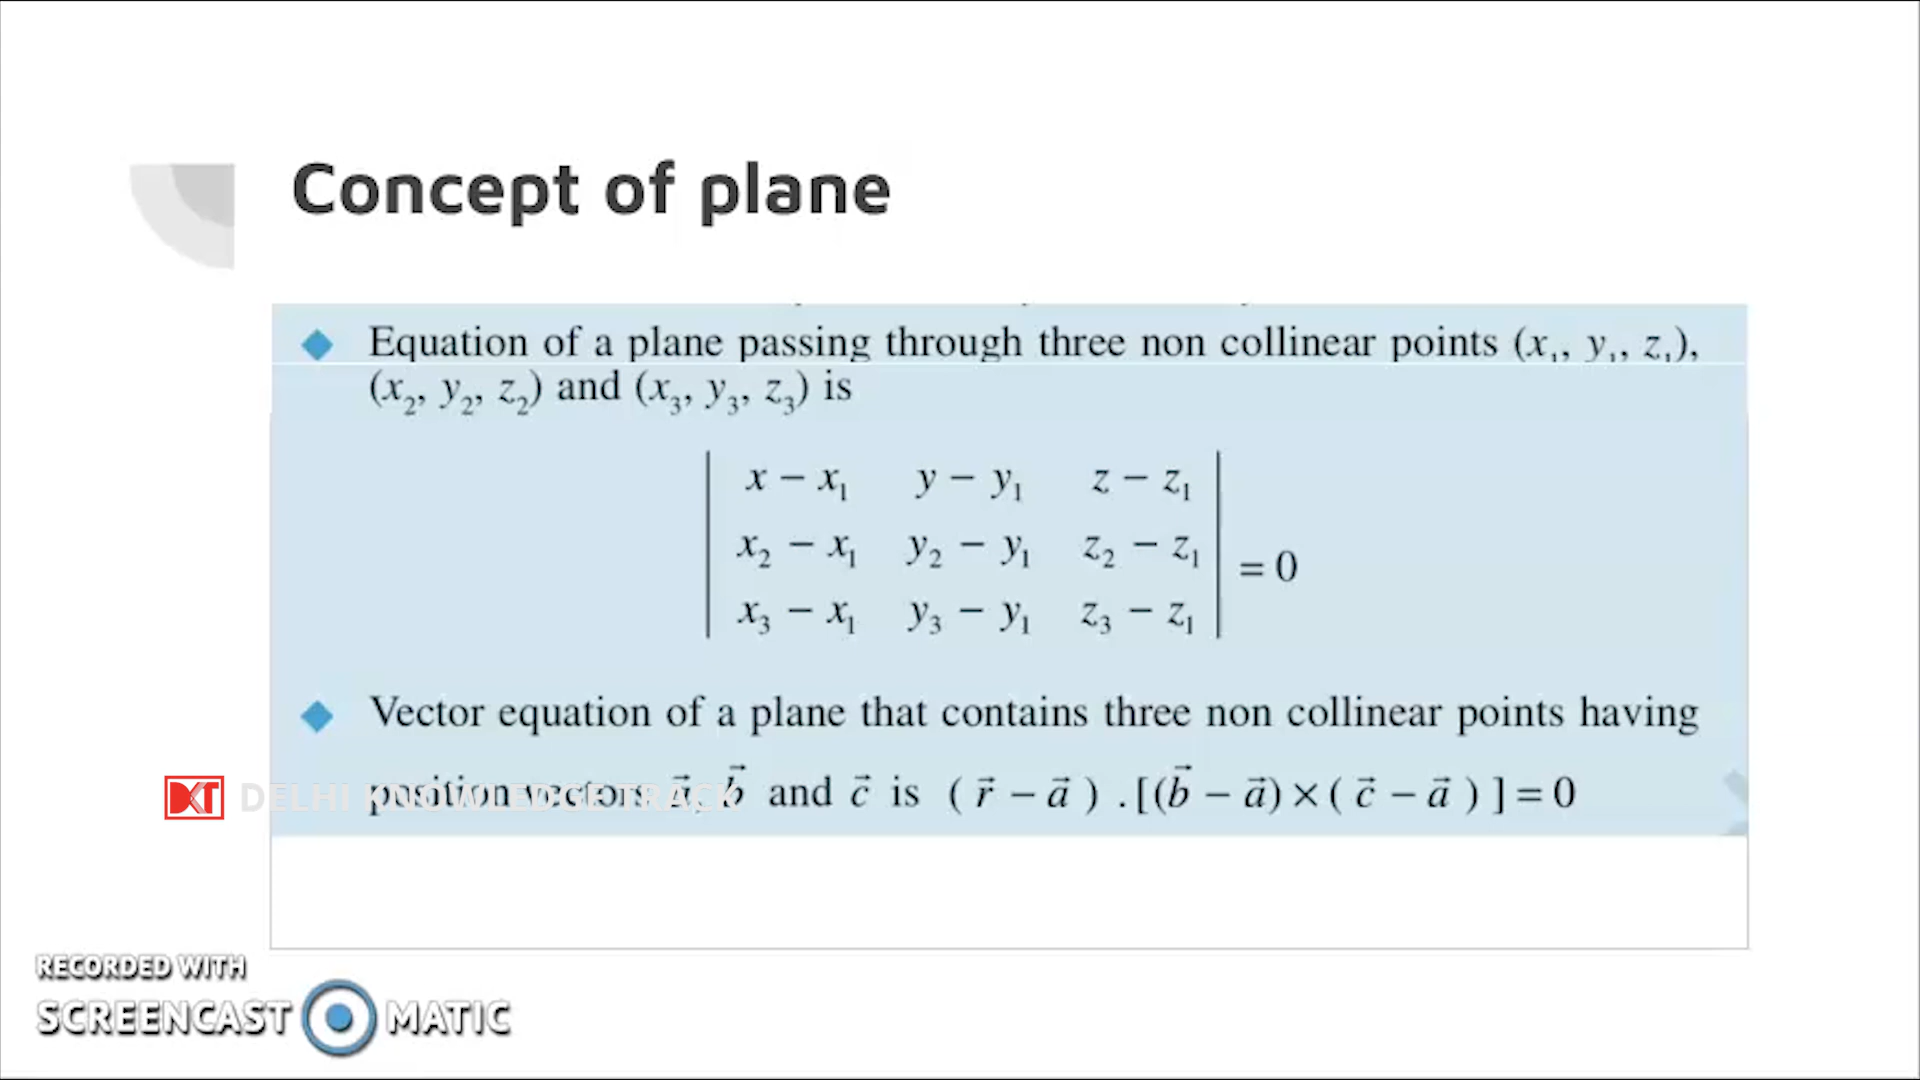 Concept of plane
Equation of a plane passing through three non collinear points (x₁, y₁, z₁),
(x₂, y₂, z₂) and (x₃, y₃, z₃) is
| x − x₁ y − y₁ z − z₁ |
| x₂ − x₁ y₂ − y₁ z₂ − z₁ | = 0
| x₃ − x₁ y₃ − y₁ z₃ − z₁ |
Vector equation of a plane that contains three non collinear points having
position vectors a⃗, b⃗ and c⃗ is ( r⃗ − a⃗ ) . [(b⃗ − a⃗) × ( c⃗ − a⃗ ) ] = 0
DKT DELHI KNOWLEDGE TRACK
RECORDED WITH
SCREENCAST MATIC